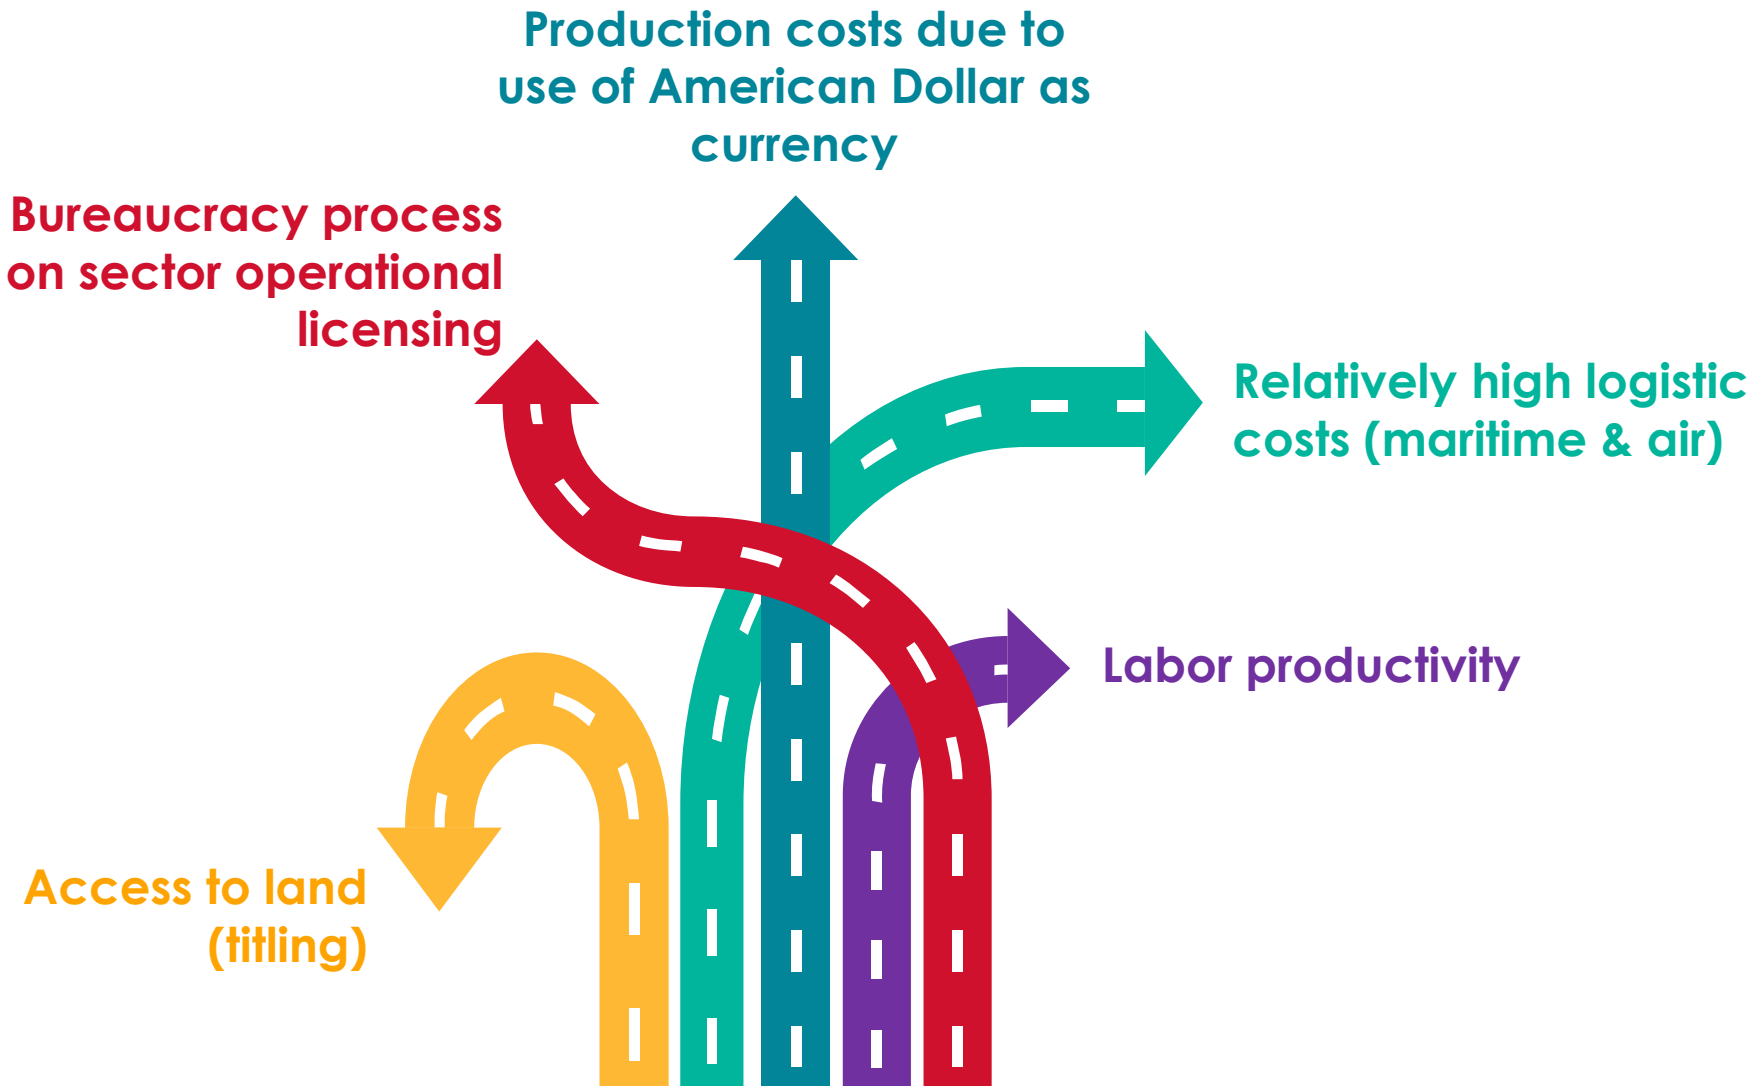 Production costs due to
use of American Dollar as
currency
Bureaucracy process
on sector operational
licensing
Relatively high logistic
costs (maritime & air)
Labor productivity
Access to land
(titling)